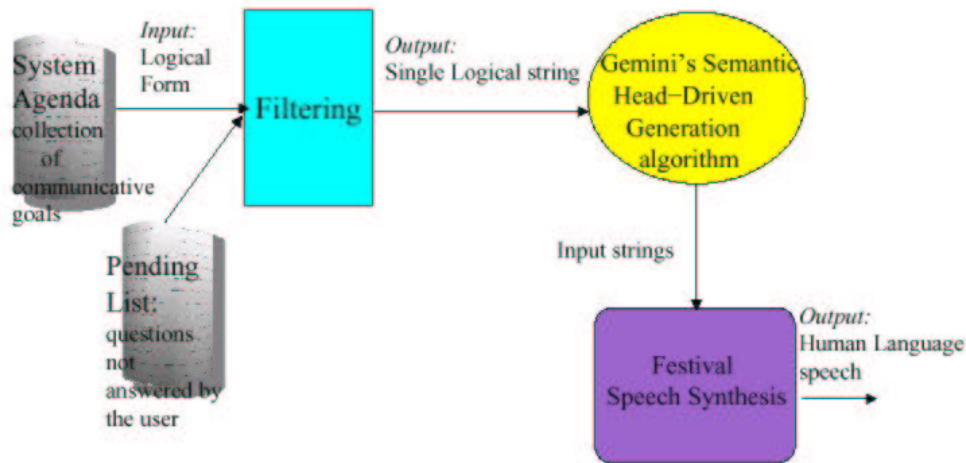 System
Agenda
collection
of
communicative
goals
Input:
Logical
Form
Filtering
Output:
Single Logical string
Gemini's Semantic
Head−Driven
Generation
algorithm
Pending
List:
questions
not
answered by
the user
Input strings
Festival
Speech Synthesis
Output:
Human Language
speech